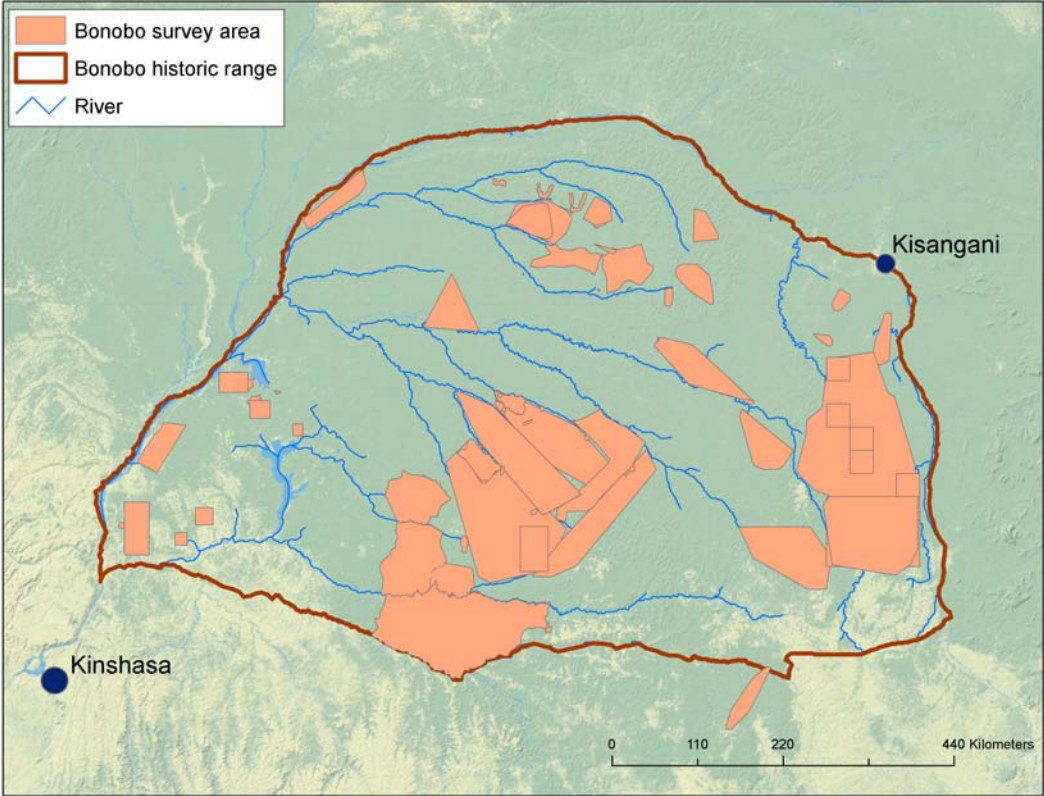 Bonobo survey area
Bonobo historic range
River
Kisangani
Kinshasa
0 110 220 440 Kilometers